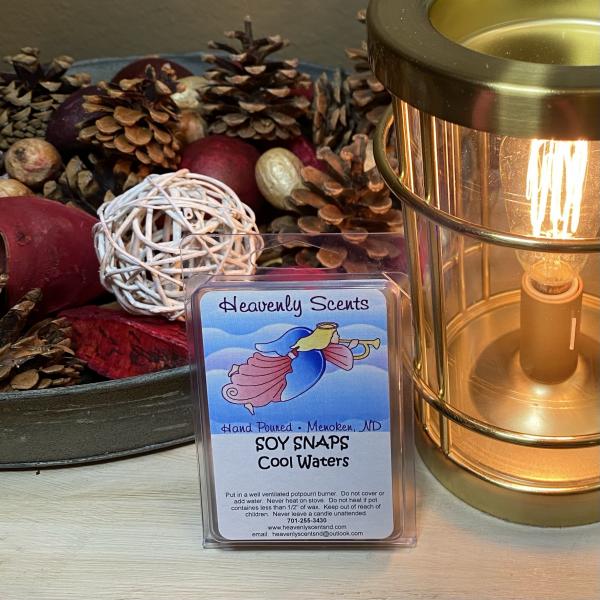 Heavenly Scents
Hand Poured • Menoken, ND
SOY SNAPS
Cool Waters
Put in a well ventilated potpourri burner. Do not cover or
add water. Never heat on stove. Do not heat if pot
containes less than 1/2" of wax. Keep out of reach of
children. Never leave a candle unattended.
701-255-3430
www.heavenlyscentsnd.com
email: heavenlyscentsnd@outlook.com